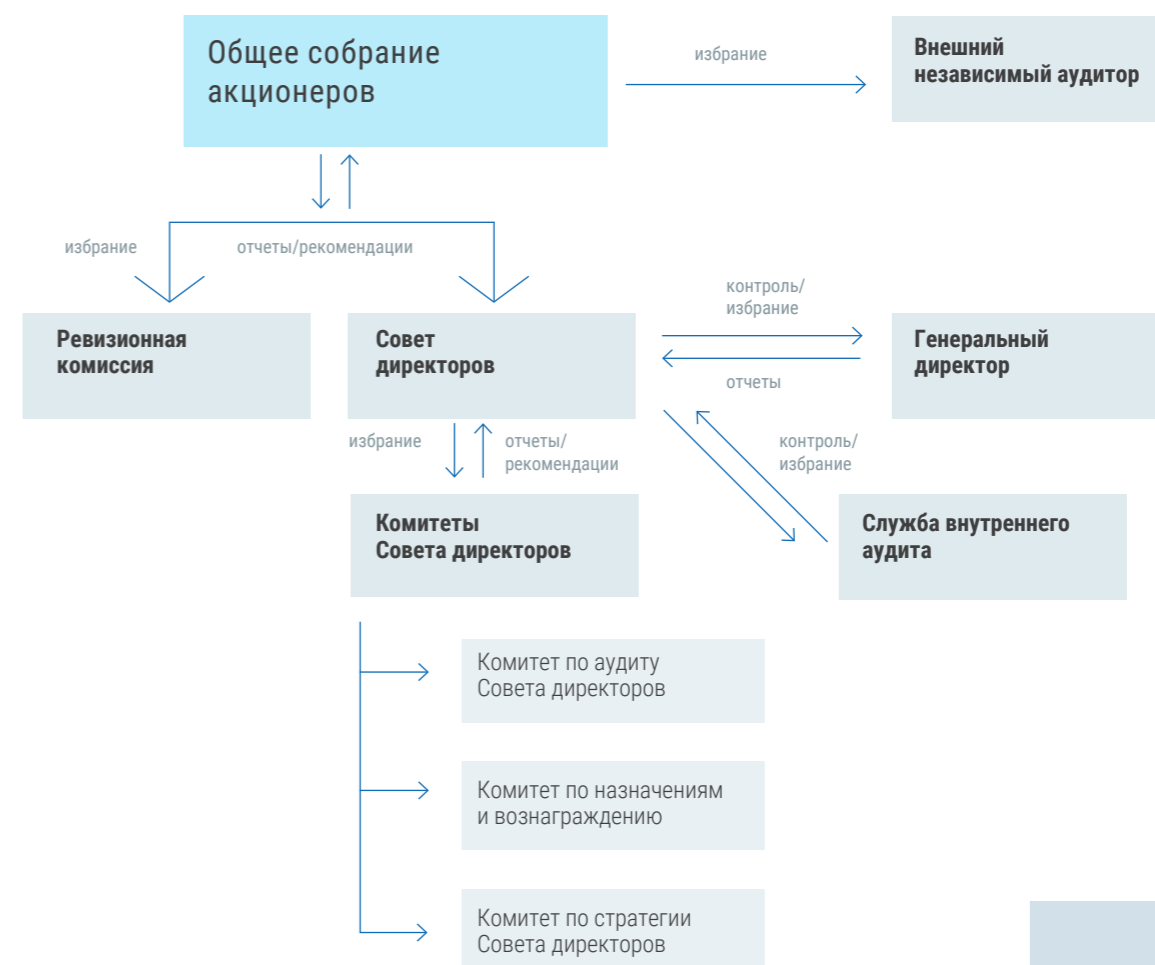 Общее собрание
акционеров
избрание
Внешний
независимый аудитор
избрание
отчеты/рекомендации
Ревизионная
комиссия
Совет
директоров
контроль/
избрание
отчеты
Генеральный
директор
избрание
отчеты/
рекомендации
контроль/
избрание
Комитеты
Совета директоров
Служба внутреннего
аудита
Комитет по аудиту
Совета директоров
Комитет по назначениям
и вознаграждению
Комитет по стратегии
Совета директоров